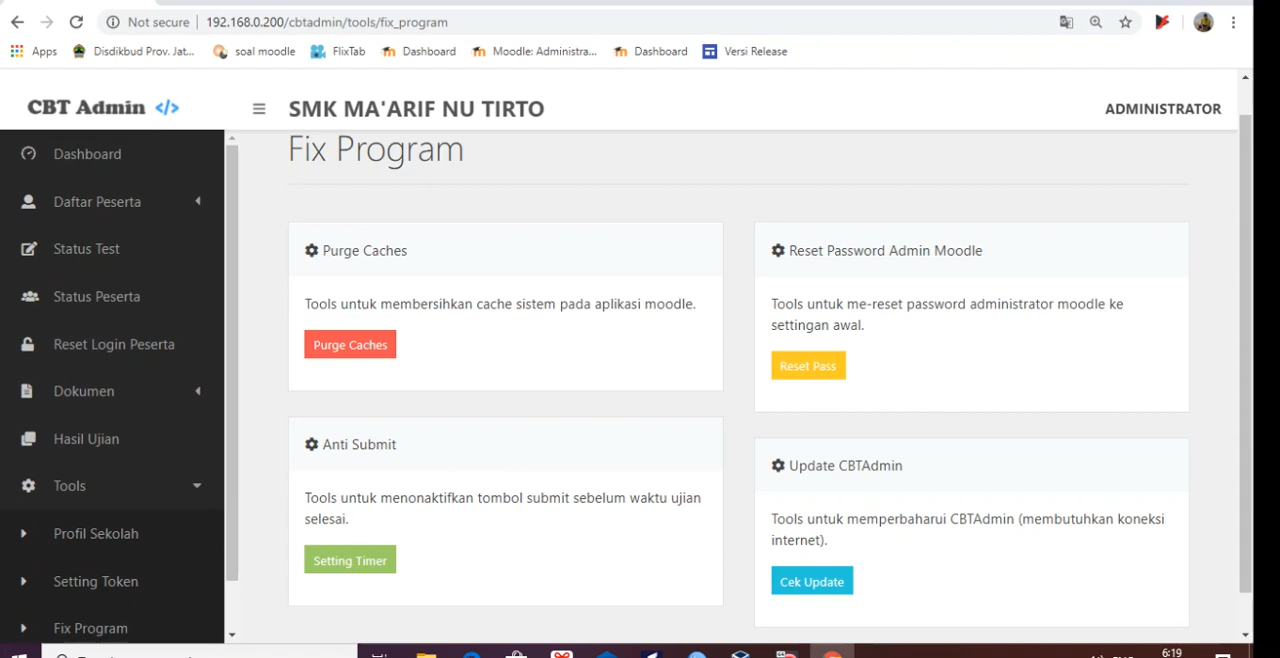 Not secure | 192.168.0.200/cbtadmin/tools/fix_program
Apps Disdikbud Prov. Jat... soal moodle FlixTab Dashboard Moodle: Administra... Dashboard Versi Release
CBT Admin </> SMK MA'ARIF NU TIRTO ADMINISTRATOR
Fix Program
Dashboard
Daftar Peserta
Status Test
Status Peserta
Reset Login Peserta
Dokumen
Hasil Ujian
Tools
Profil Sekolah
Setting Token
Fix Program
Purge Caches
Tools untuk membersihkan cache sistem pada aplikasi moodle.
Purge Caches
Reset Password Admin Moodle
Tools untuk me-reset password administrator moodle ke
settingan awal.
Reset Pass
Anti Submit
Tools untuk menonaktifkan tombol submit sebelum waktu ujian
selesai.
Setting Timer
Update CBTAdmin
Tools untuk memperbaharui CBTAdmin (membutuhkan koneksi
internet).
Cek Update
6:19